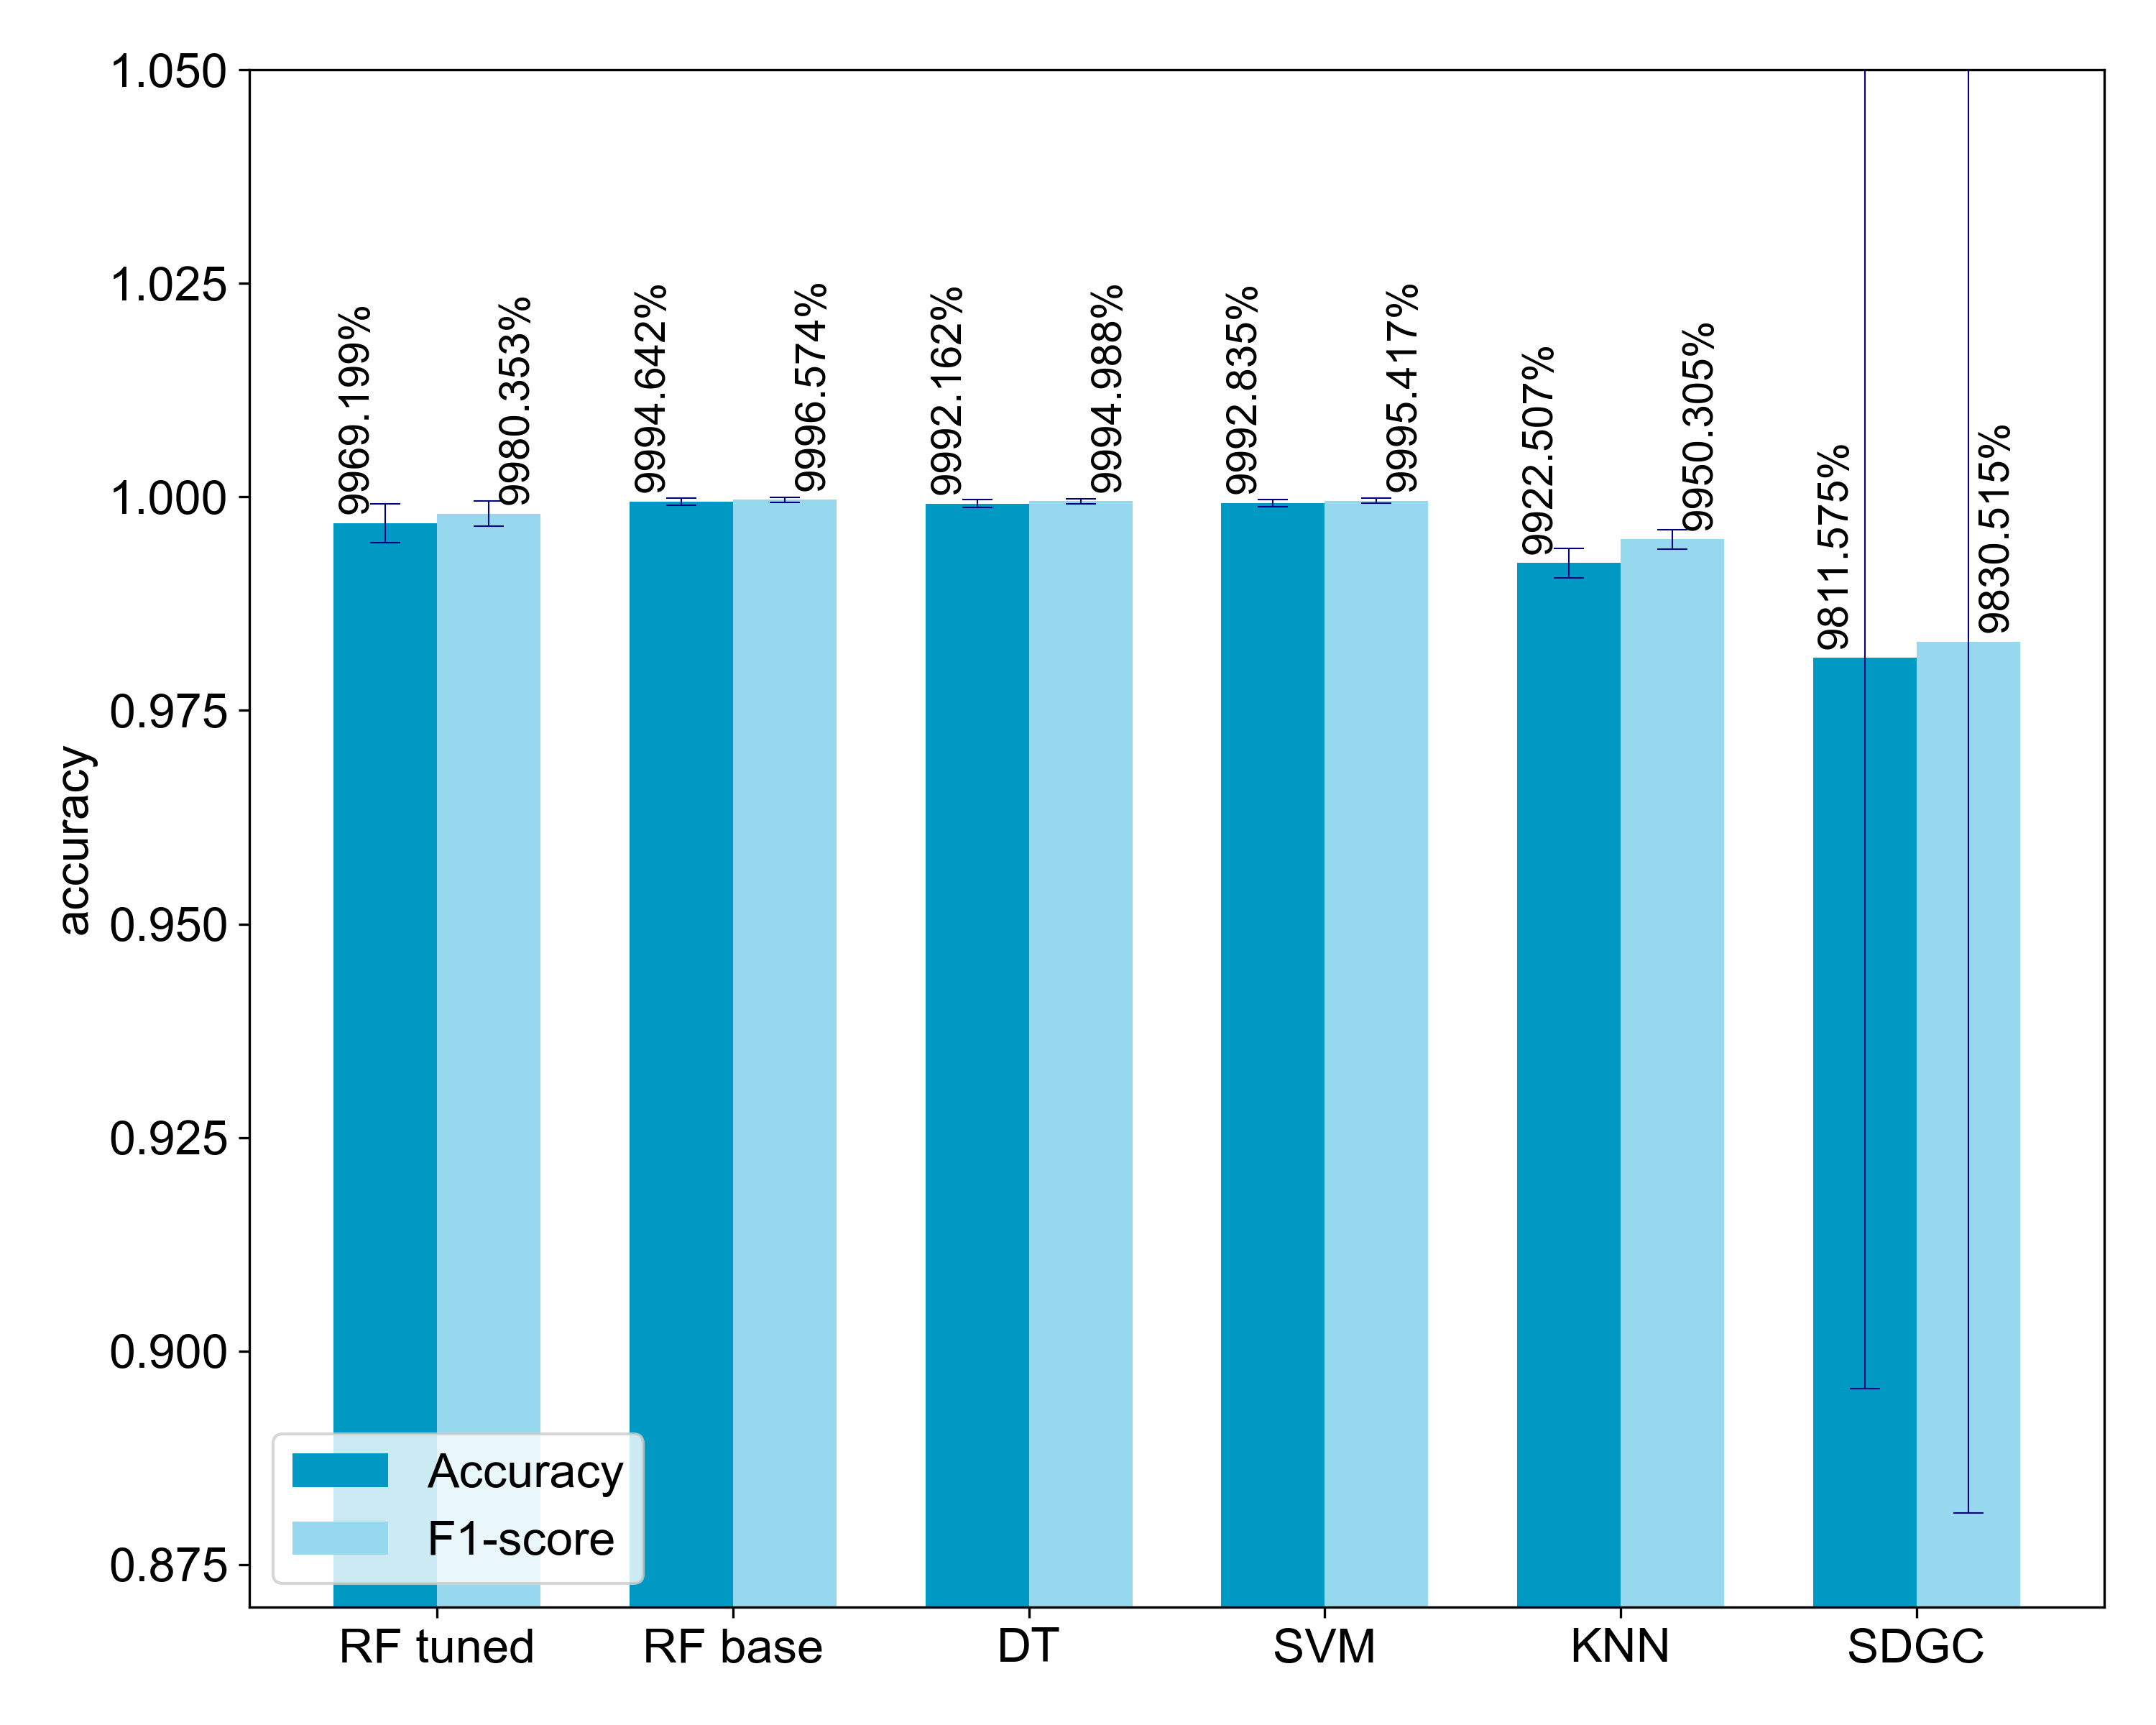 1.050
1.025
1.000
0.975
0.950
0.925
0.900
0.875
accuracy
9969.199%
9980.353%
9994.642%
9996.574%
9992.162%
9994.988%
9992.835%
9995.417%
9922.507%
9950.305%
9811.575%
9830.515%
Accuracy
F1-score
RF tuned
RF base
DT
SVM
KNN
SDGC